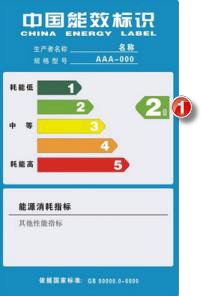 中国能效标识
CHINA ENERGY LABEL
生产者名称 名称
规格型号 AAA-000
耗能低
1
2
中 等
3
4
耗能高
5
2级
1
能源消耗指标
其他性能指标
依据国家标准: GB 00000.0-0000